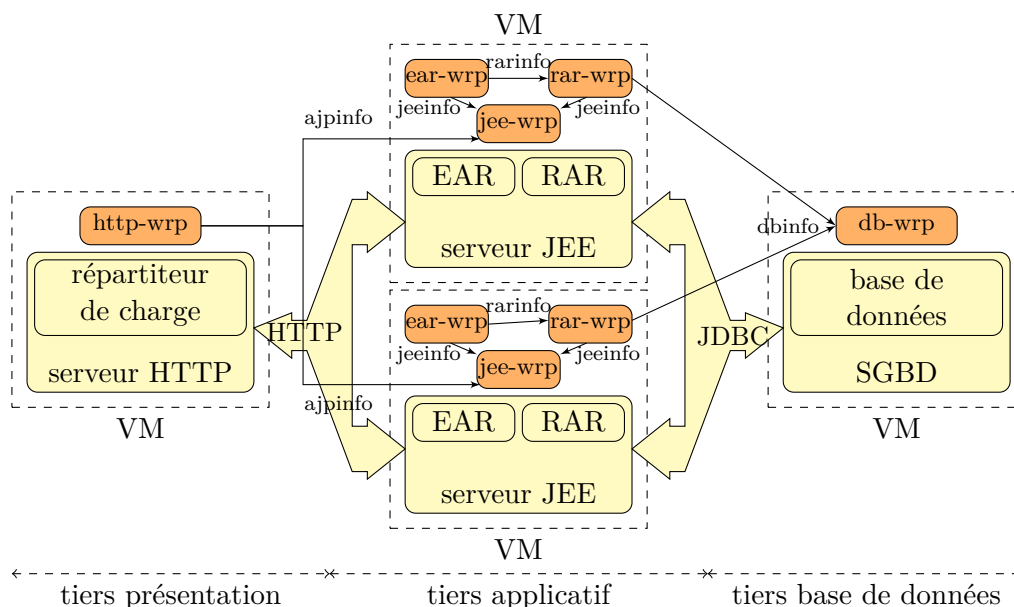 VM
rarinfo
ear-wrp
rar-wrp
jeeinfo
jeeinfo
jee-wrp
ajpinfo
EAR
RAR
serveur JEE
http-wrp
répartiteur
de charge
serveur HTTP
VM
HTTP
dbinfo
db-wrp
base de
données
SGBD
VM
JDBC
rarinfo
ear-wrp
rar-wrp
jeeinfo
jeeinfo
jee-wrp
ajpinfo
EAR
RAR
serveur JEE
VM
tiers présentation
tiers applicatif
tiers base de données